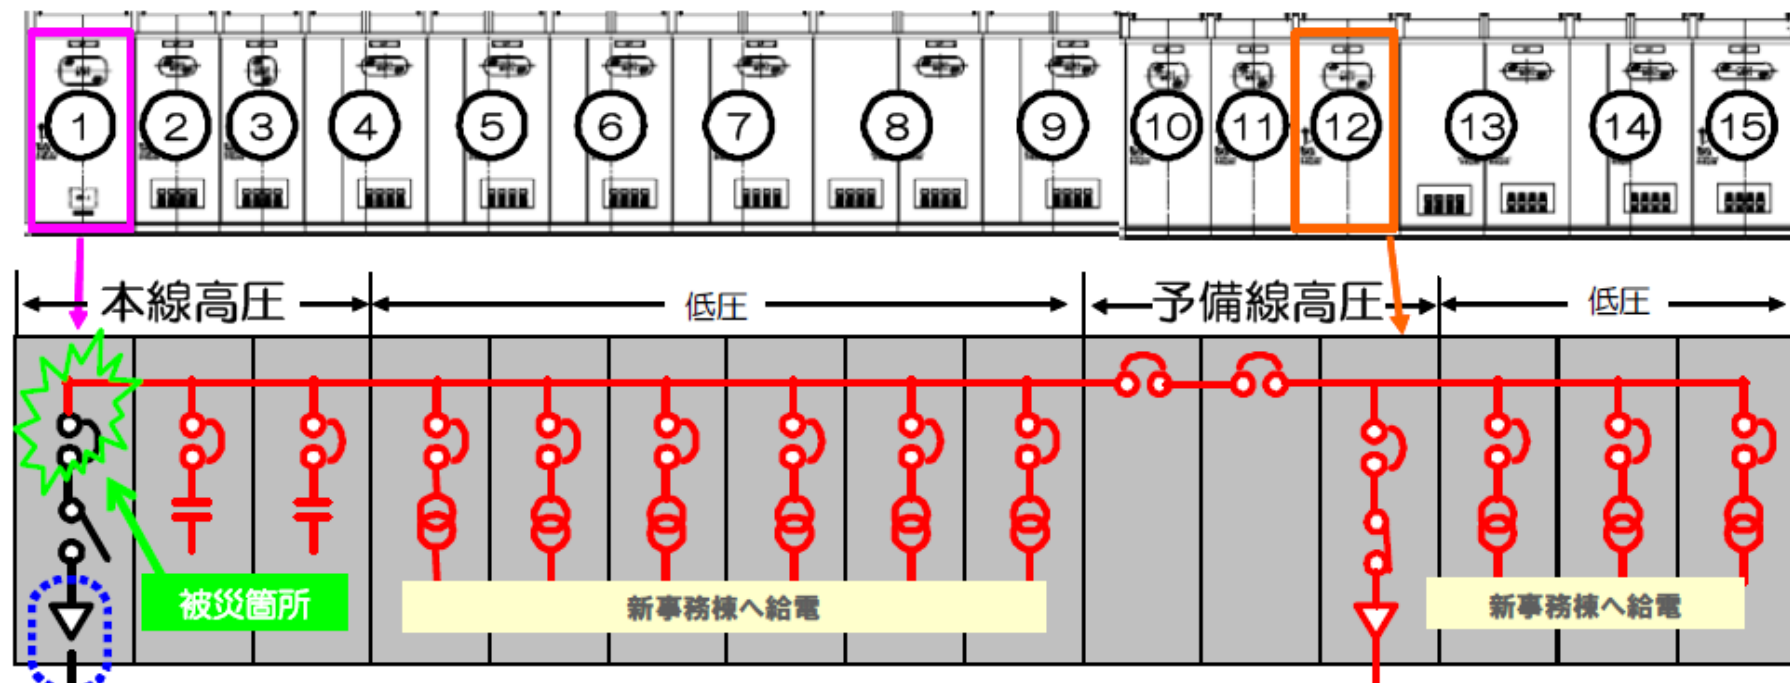 ① ② ③ ④ ⑤ ⑥ ⑦ ⑧ ⑨ ⑩ ⑪ ⑫ ⑬ ⑭ ⑮
本線高圧 低圧 予備線高圧 低圧
被災箇所 新事務棟へ給電 新事務棟へ給電